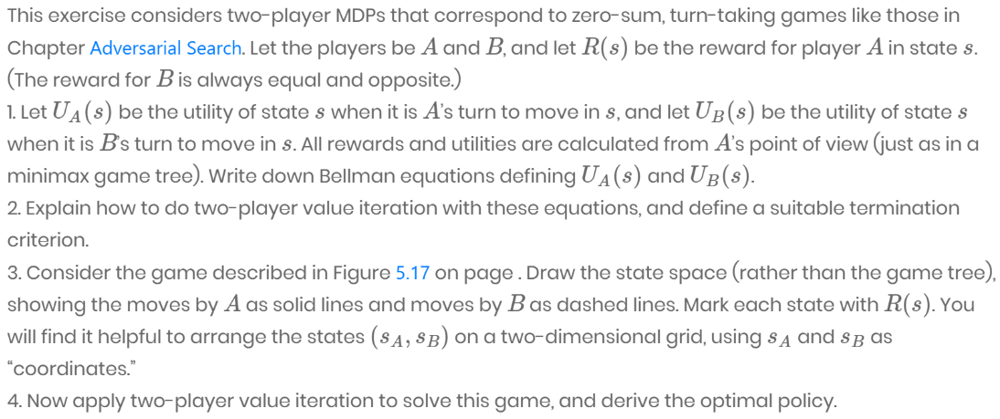 This exercise considers two-player MDPs that correspond to zero-sum, turn-taking games like those in
Chapter Adversarial Search. Let the players be A and B, and let R(s) be the reward for player A in state s.
(The reward for B is always equal and opposite.)
1. Let U_A(s) be the utility of state s when it is A's turn to move in s, and let U_B(s) be the utility of state s
when it is B's turn to move in s. All rewards and utilities are calculated from A's point of view (just as in a
minimax game tree). Write down Bellman equations defining U_A(s) and U_B(s).
2. Explain how to do two-player value iteration with these equations, and define a suitable termination
criterion.
3. Consider the game described in Figure 5.17 on page . Draw the state space (rather than the game tree),
showing the moves by A as solid lines and moves by B as dashed lines. Mark each state with R(s). You
will find it helpful to arrange the states (s_A, s_B) on a two-dimensional grid, using s_A and s_B as
“coordinates.”
4. Now apply two-player value iteration to solve this game, and derive the optimal policy.